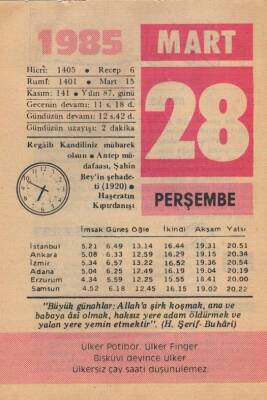 1985
MART
28
PERŞEMBE
Hicrî: 1405 • Recep 6
Rumî: 1401 • Mart 15
Kasım: 141 • Yılın 87. günü
Gecenin devamı: 11 s. 18 d.
Gündüzün devamı: 12 s.42 d.
Gündüzün uzayışı: 2 dakika
Regâib Kandiliniz mübarek
olsun • Antep mü-
dafaası, Şahin
Bey'in şehade-
ti (1920) •
Haşeratın
Kıpırdanışı
İmsak Güneş Öğle İkindi Akşam Yatsı
İstanbul 5.21 6.49 13.14 16.44 19.31 20.51
Ankara 5.08 6.33 12.59 16.29 19.15 20.34
İzmir 5.34 6.57 13.22 16.52 19.36 20.54
Adana 5.04 6.25 12.49 16.19 19.04 20.19
Erzurum 4.34 5.59 12.25 15.55 18.41 20.00
Samsun 4.52 6.18 12.45 16.15 19.02 20.22
"Büyük günahlar: Allah'a şirk koşmak, ana ve
babaya âsi olmak, haksız yere adam öldürmek ve
yalan yere yemin etmektir". (H. Şerif- Buhâri)
Ülker Pötibör, Ülker Finger
Bisküvi deyince Ülker
Ülkersiz çay saati düşünülemez.